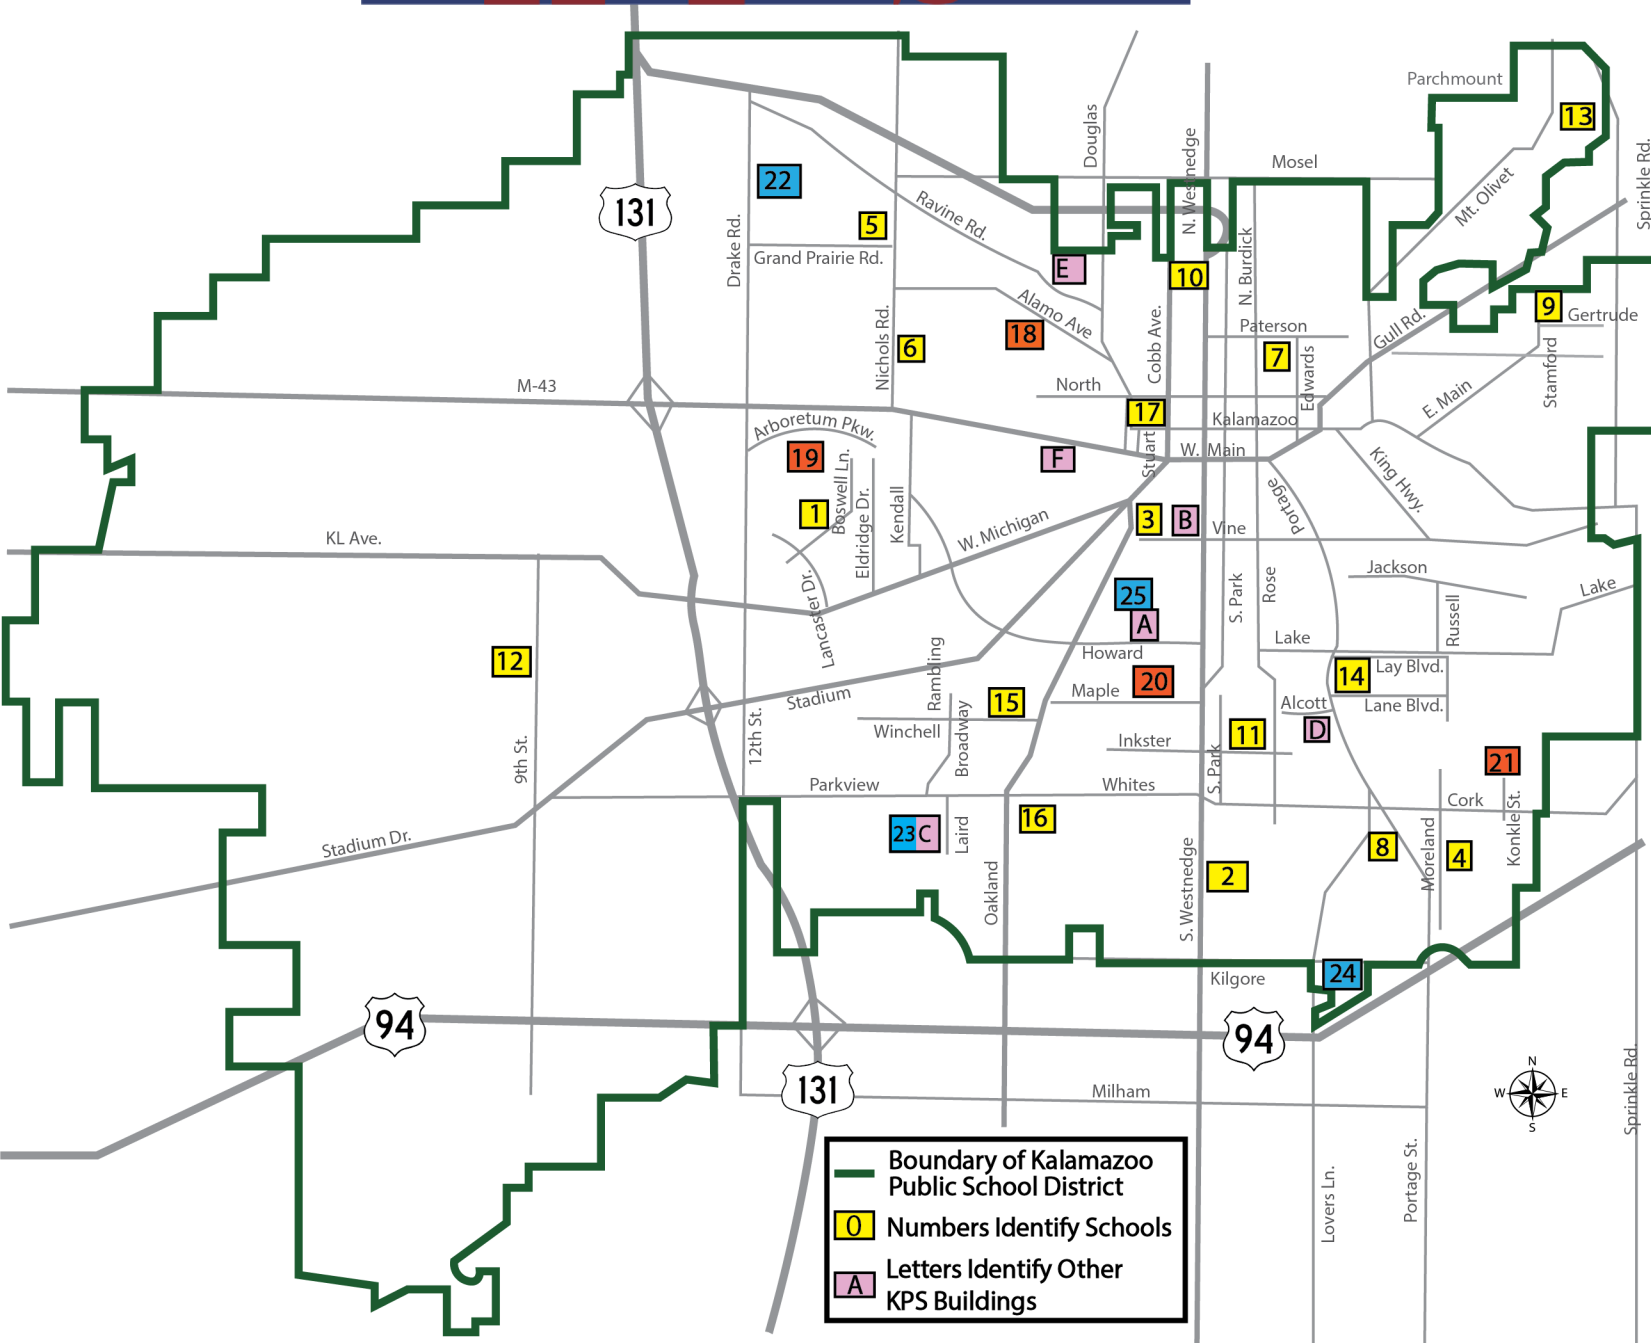 Parchmount
13
Douglas
N. Westnedge
Mosel
Sprinkle Rd.
22
131
5
Ravine Rd.
Mt. Olivet
Drake Rd.
Grand Prairie Rd.
E
10
N. Burdick
Alamo Ave
18
9
Gertrude
Nichols Rd.
6
Cobb Ave.
Paterson
7
Edwards
Gull Rd.
Stamford
M-43
North
17
Kalamazoo
E. Main
Arboretum Pkw.
19
F
Stuart
W. Main
King Hwy.
Boswell Ln.
1
Eldridge Dr.
Kendall
W. Michigan
3
B
Vine
Portage
KL Ave.
Lancaster Dr.
25
A
S. Park
Rose
Jackson
Russell
Lake
12
Rambling
Howard
Lake
14
Lay Blvd.
Stadium
15
Maple
20
Alcott
Lane Blvd.
9th St.
12th St.
Winchell
Broadway
Inkster
S. Park
11
D
21
Parkview
Whites
Cork
Konkle St.
Stadium Dr.
23
C
Laird
16
Oakland
S. Westnedge
2
8
Moreland
4
94
Kilgore
24
94
131
Milham
Lovers Ln.
Portage St.
Sprinkle Rd.
N
W
E
S
Boundary of Kalamazoo
Public School District
0
Numbers Identify Schools
A
Letters Identify Other
KPS Buildings